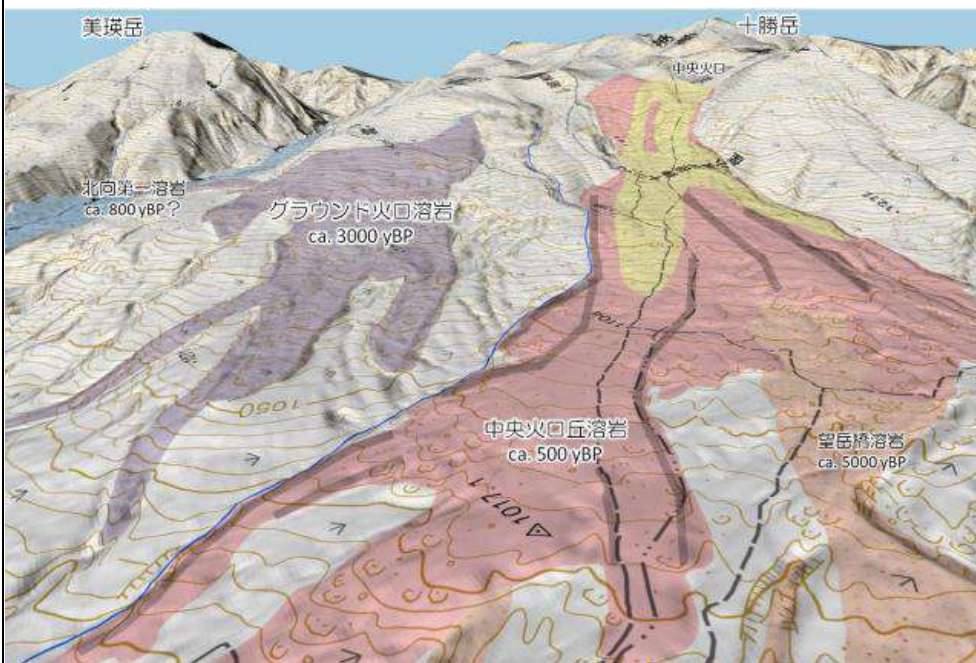 美瑛岳
十勝岳
中央火口
北向第一溶岩
ca. 800 yBP?
グラウンド火口溶岩
ca. 3000 yBP
1050
中央火口丘溶岩
ca. 500 yBP
望岳橋溶岩
ca. 5000 yBP
1017.1